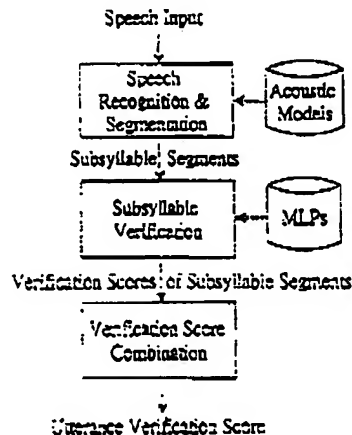 Speech Input
Speech
Recognition &
Segmentation
Acoustic
Models
Subsyllable Segments
Subsyllable
Verification
MLPs
Verification Scores of Subsyllable Segments
Verification Score
Combination
Utterance Verification Score